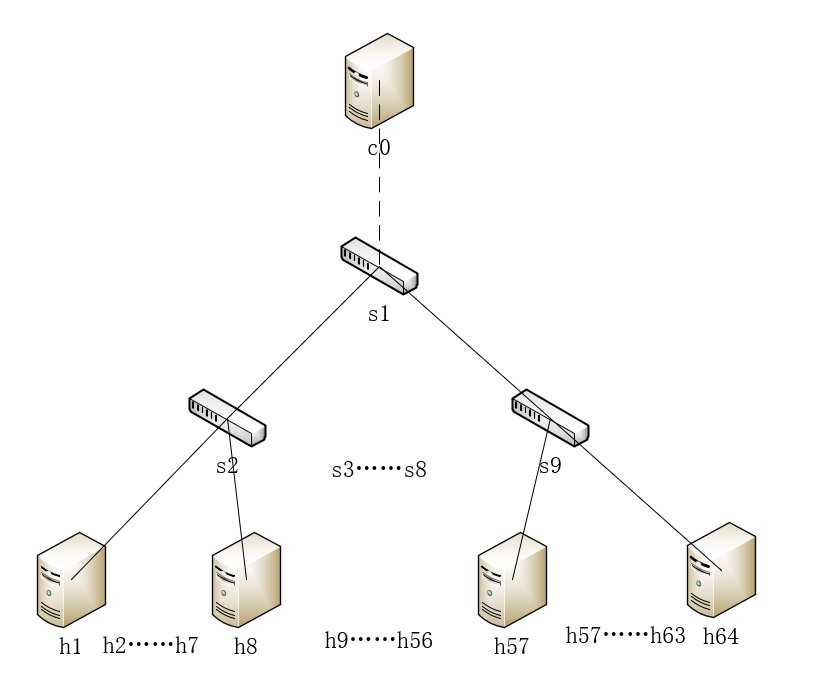 c0
s1
s2
s3……s8
s9
h1
h2……h7
h8
h9……h56
h57
h57……h63
h64